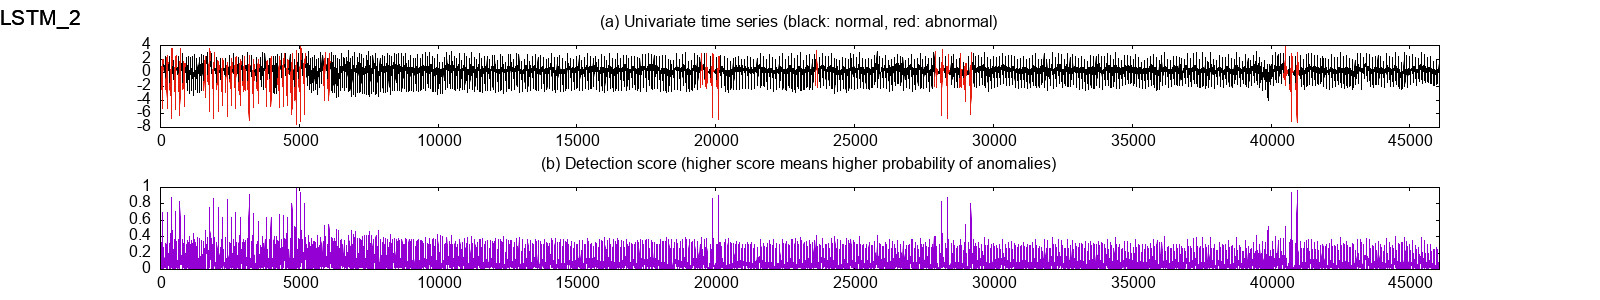 LSTM_2
(a) Univariate time series (black: normal, red: abnormal)
4
2
0
-2
-4
-6
-8
0 5000 10000 15000 20000 25000 30000 35000 40000 45000
(b) Detection score (higher score means higher probability of anomalies)
1
0.8
0.6
0.4
0.2
0
0 5000 10000 15000 20000 25000 30000 35000 40000 45000